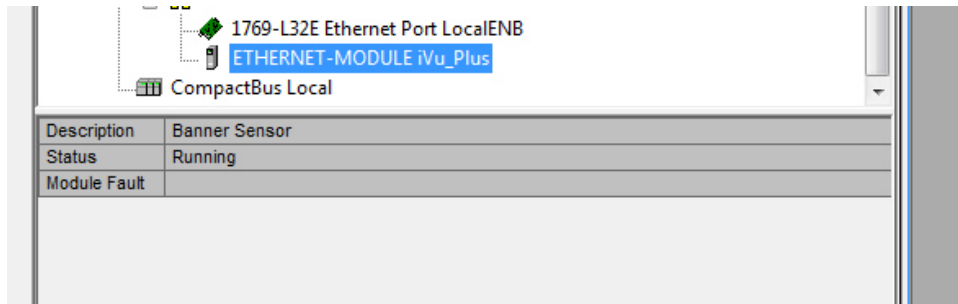 1769-L32E Ethernet Port LocalENB
ETHERNET-MODULE iVu_Plus
CompactBus Local
Description Banner Sensor
Status Running
Module Fault